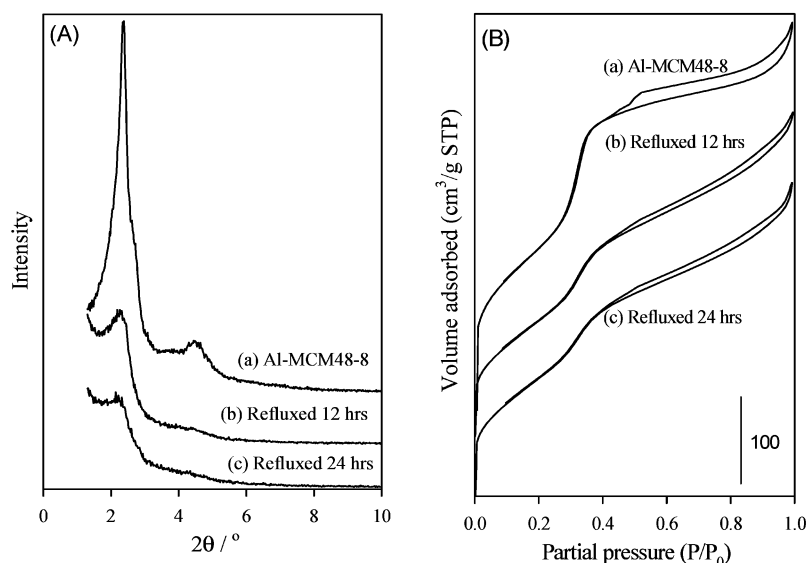 (A)
Intensity
(a) Al-MCM48-8
(b) Refluxed 12 hrs
(c) Refluxed 24 hrs
0 2 4 6 8 10
2θ / °
(B)
Volume adsorbed (cm³/g STP)
(a) Al-MCM48-8
(b) Refluxed 12 hrs
(c) Refluxed 24 hrs
100
0.0 0.2 0.4 0.6 0.8 1.0
Partial pressure (P/P₀)